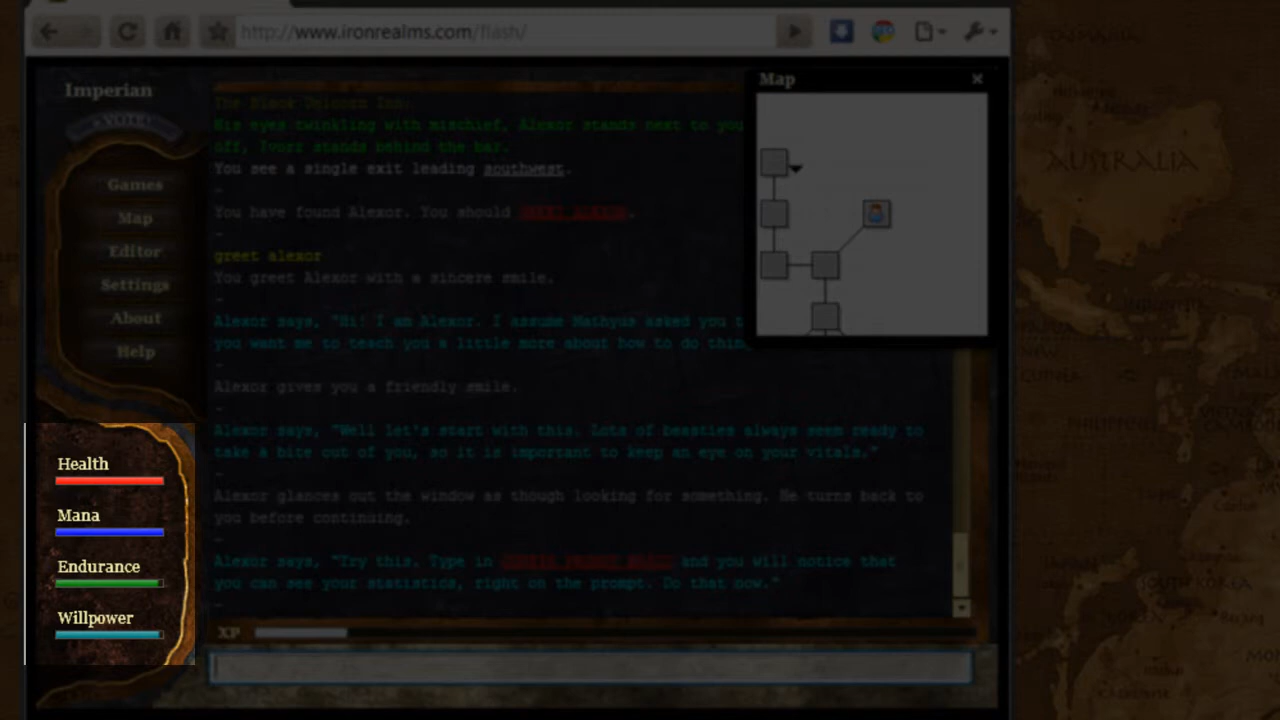 http://www.ironrealms.com/flash/
Imperian
VOTE!
Map
The Black Unicorn Inn.
His eyes twinkling with mischief, Alexor stands next to you
off, Ivorr stands behind the bar.
You see a single exit leading southwest.
Games
Map
Editor
Settings
About
Help
You have found Alexor. You should
greet alexor
You greet Alexor with a sincere smile.
Alexor says, "Hi! I am Alexor. I assume Mathyus asked you
you want me to teach you a little more about how to do
Alexor gives you a friendly smile.
Alexor says, "Well let's start with this. Lots of beasties always seem ready to
take a bite out of you, so it is important to keep an eye on your vitals."
Alexor glances out the window as though looking for something. He turns back to
you before continuing.
Alexor says, "Try this. Type in and you will notice that
you can see your statistics, right on the prompt. Do that now."
Health
Mana
Endurance
Willpower
XP
AUSTRALIA
SOUTH KOREA